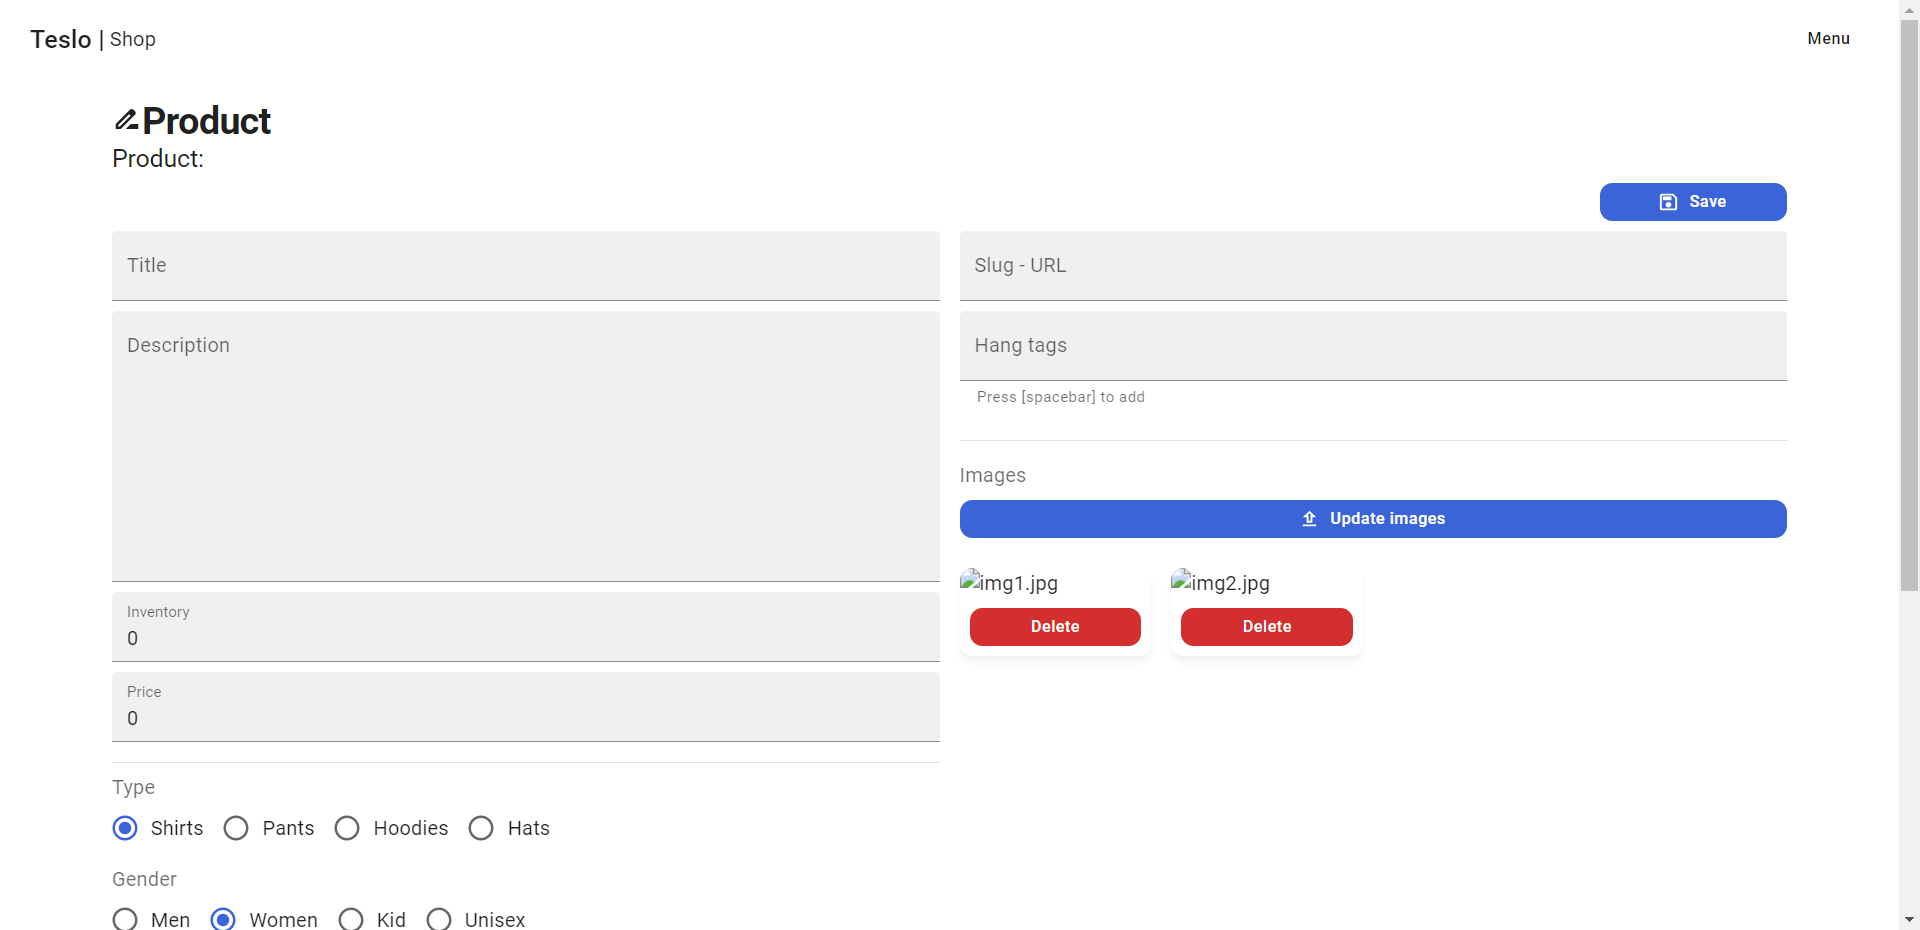 Teslo | Shop
Menu
Product
Product:
Save
Title
Slug - URL
Description
Hang tags
Press [spacebar] to add
Images
Update images
img1.jpg
img2.jpg
Delete
Delete
Inventory
0
Price
0
Type
Shirts Pants Hoodies Hats
Gender
Men Women Kid Unisex